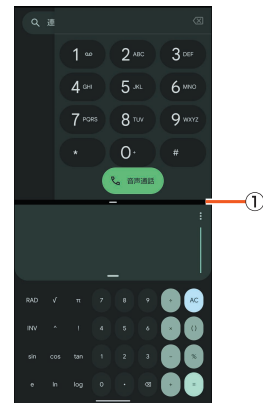 連
1
2 ABC
3 DEF
4 GHI
5 JKL
6 MNO
7 PQRS
8 TUV
9 WXYZ
*
0 +
#
音声通話
①
RAD √ π 7 8 9 ÷ AC
INV ^ ! 4 5 6 × ( )
sin cos tan 1 2 3 − %
e ln log 0 · + =